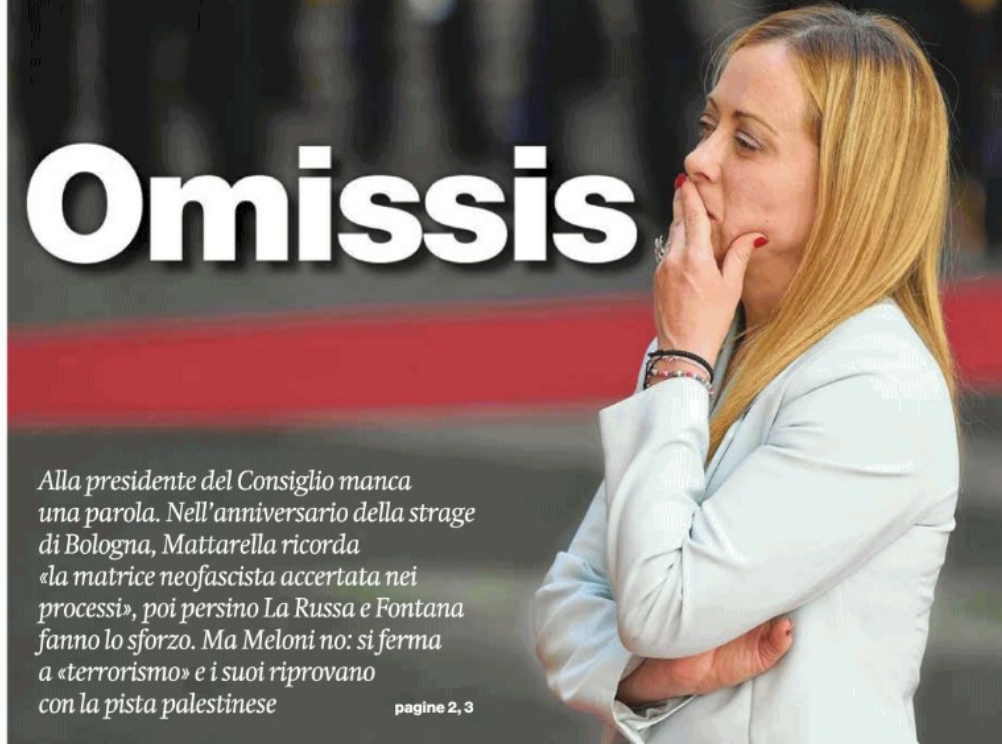 Omissis
Alla presidente del Consiglio manca
una parola. Nell’anniversario della strage
di Bologna, Mattarella ricorda
«la matrice neofascista accertata nei
processi», poi persino La Russa e Fontana
fanno lo sforzo. Ma Meloni no: si ferma
a «terrorismo» e i suoi riprovano
con la pista palestinese
pagine 2, 3